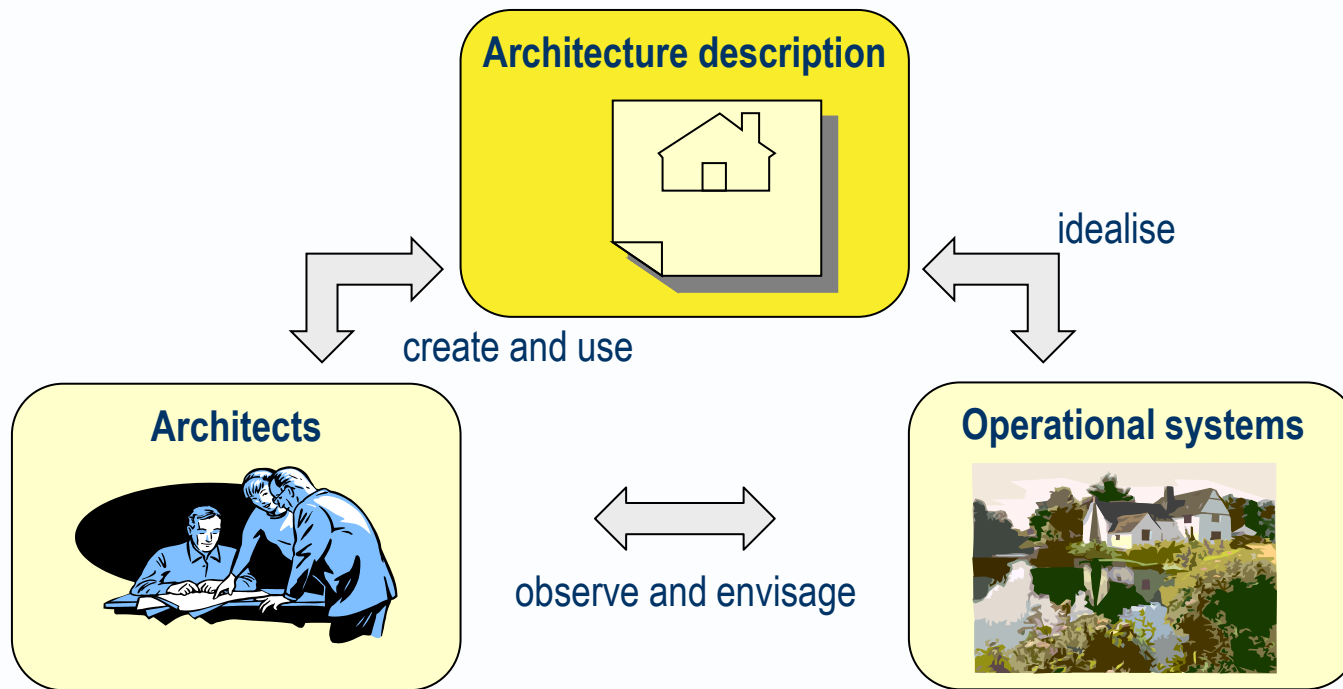 Architecture description
idealise
create and use
Architects
Operational systems
observe and envisage